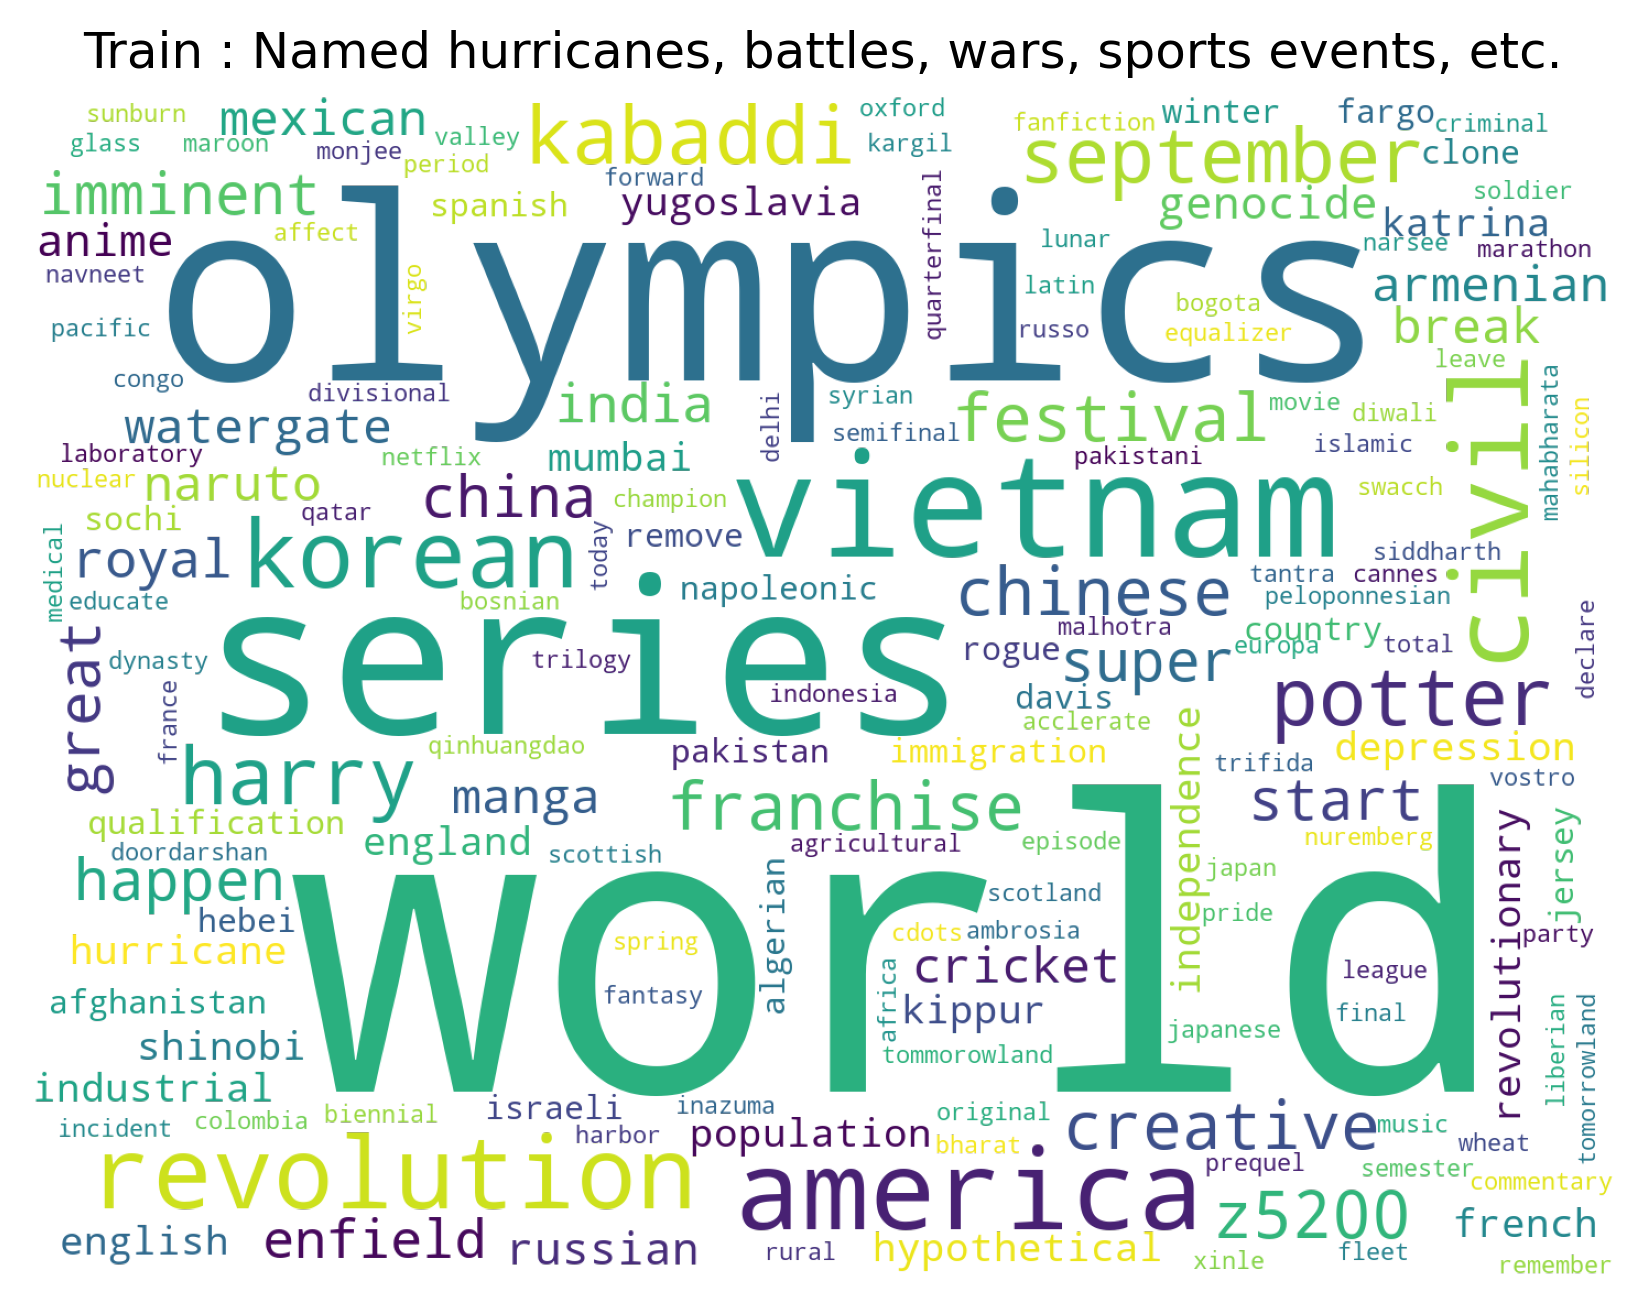 Train : Named hurricanes, battles, wars, sports events, etc.
sunburn
mexican
kabaddi
oxford
winter
fargo
glass
maroon
monjee
valley
kargil
fanfiction
september
criminal
clone
period
imminent
forward
spanish
yugoslavia
quarterfinal
genocide
soldier
katrina
anime
affect
olympics
lunar
narsee
marathon
navneet
virgo
latin
bogota
armenian
pacific
russo
equalizer
break
congo
divisional
india
delhi
syrian
festival
movie
diwali
leave
civil
mahabharata
silicon
watergate
semifinal
islamic
laboratory
netflix
mumbai
vietnam
pakistani
nuclear
naruto
china
champion
swacch
sochi
qatar
today
remove
medical
royal
korean
siddharth
educate
bosnian
napoleonic
chinese
tantra
cannes
peloponnesian
great
series
malhotra
country
declare
dynasty
trilogy
rogue
super
europa
total
france
indonesia
davis
potter
acclerate
qinhuangdao
pakistan
immigration
independence
depression
harry
trifida
vostro
manga
franchise
start
qualification
england
agricultural
episode
nuremberg
revolutionary
jersey
doordarshan
scottish
happen
world
algerian
scotland
japan
hebei
cdots
ambrosia
pride
party
hurricane
spring
cricket
league
afghanistan
fantasy
africa
kippur
final
liberian
tomorrowland
shinobi
tommorowland
japanese
industrial
incident
colombia
biennial
israeli
inazuma
original
creative
music
harbor
population
bharat
wheat
revolution
america
prequel
semester
commentary
z5200
english
enfield
russian
rural
hypothetical
xinle
fleet
french
remember